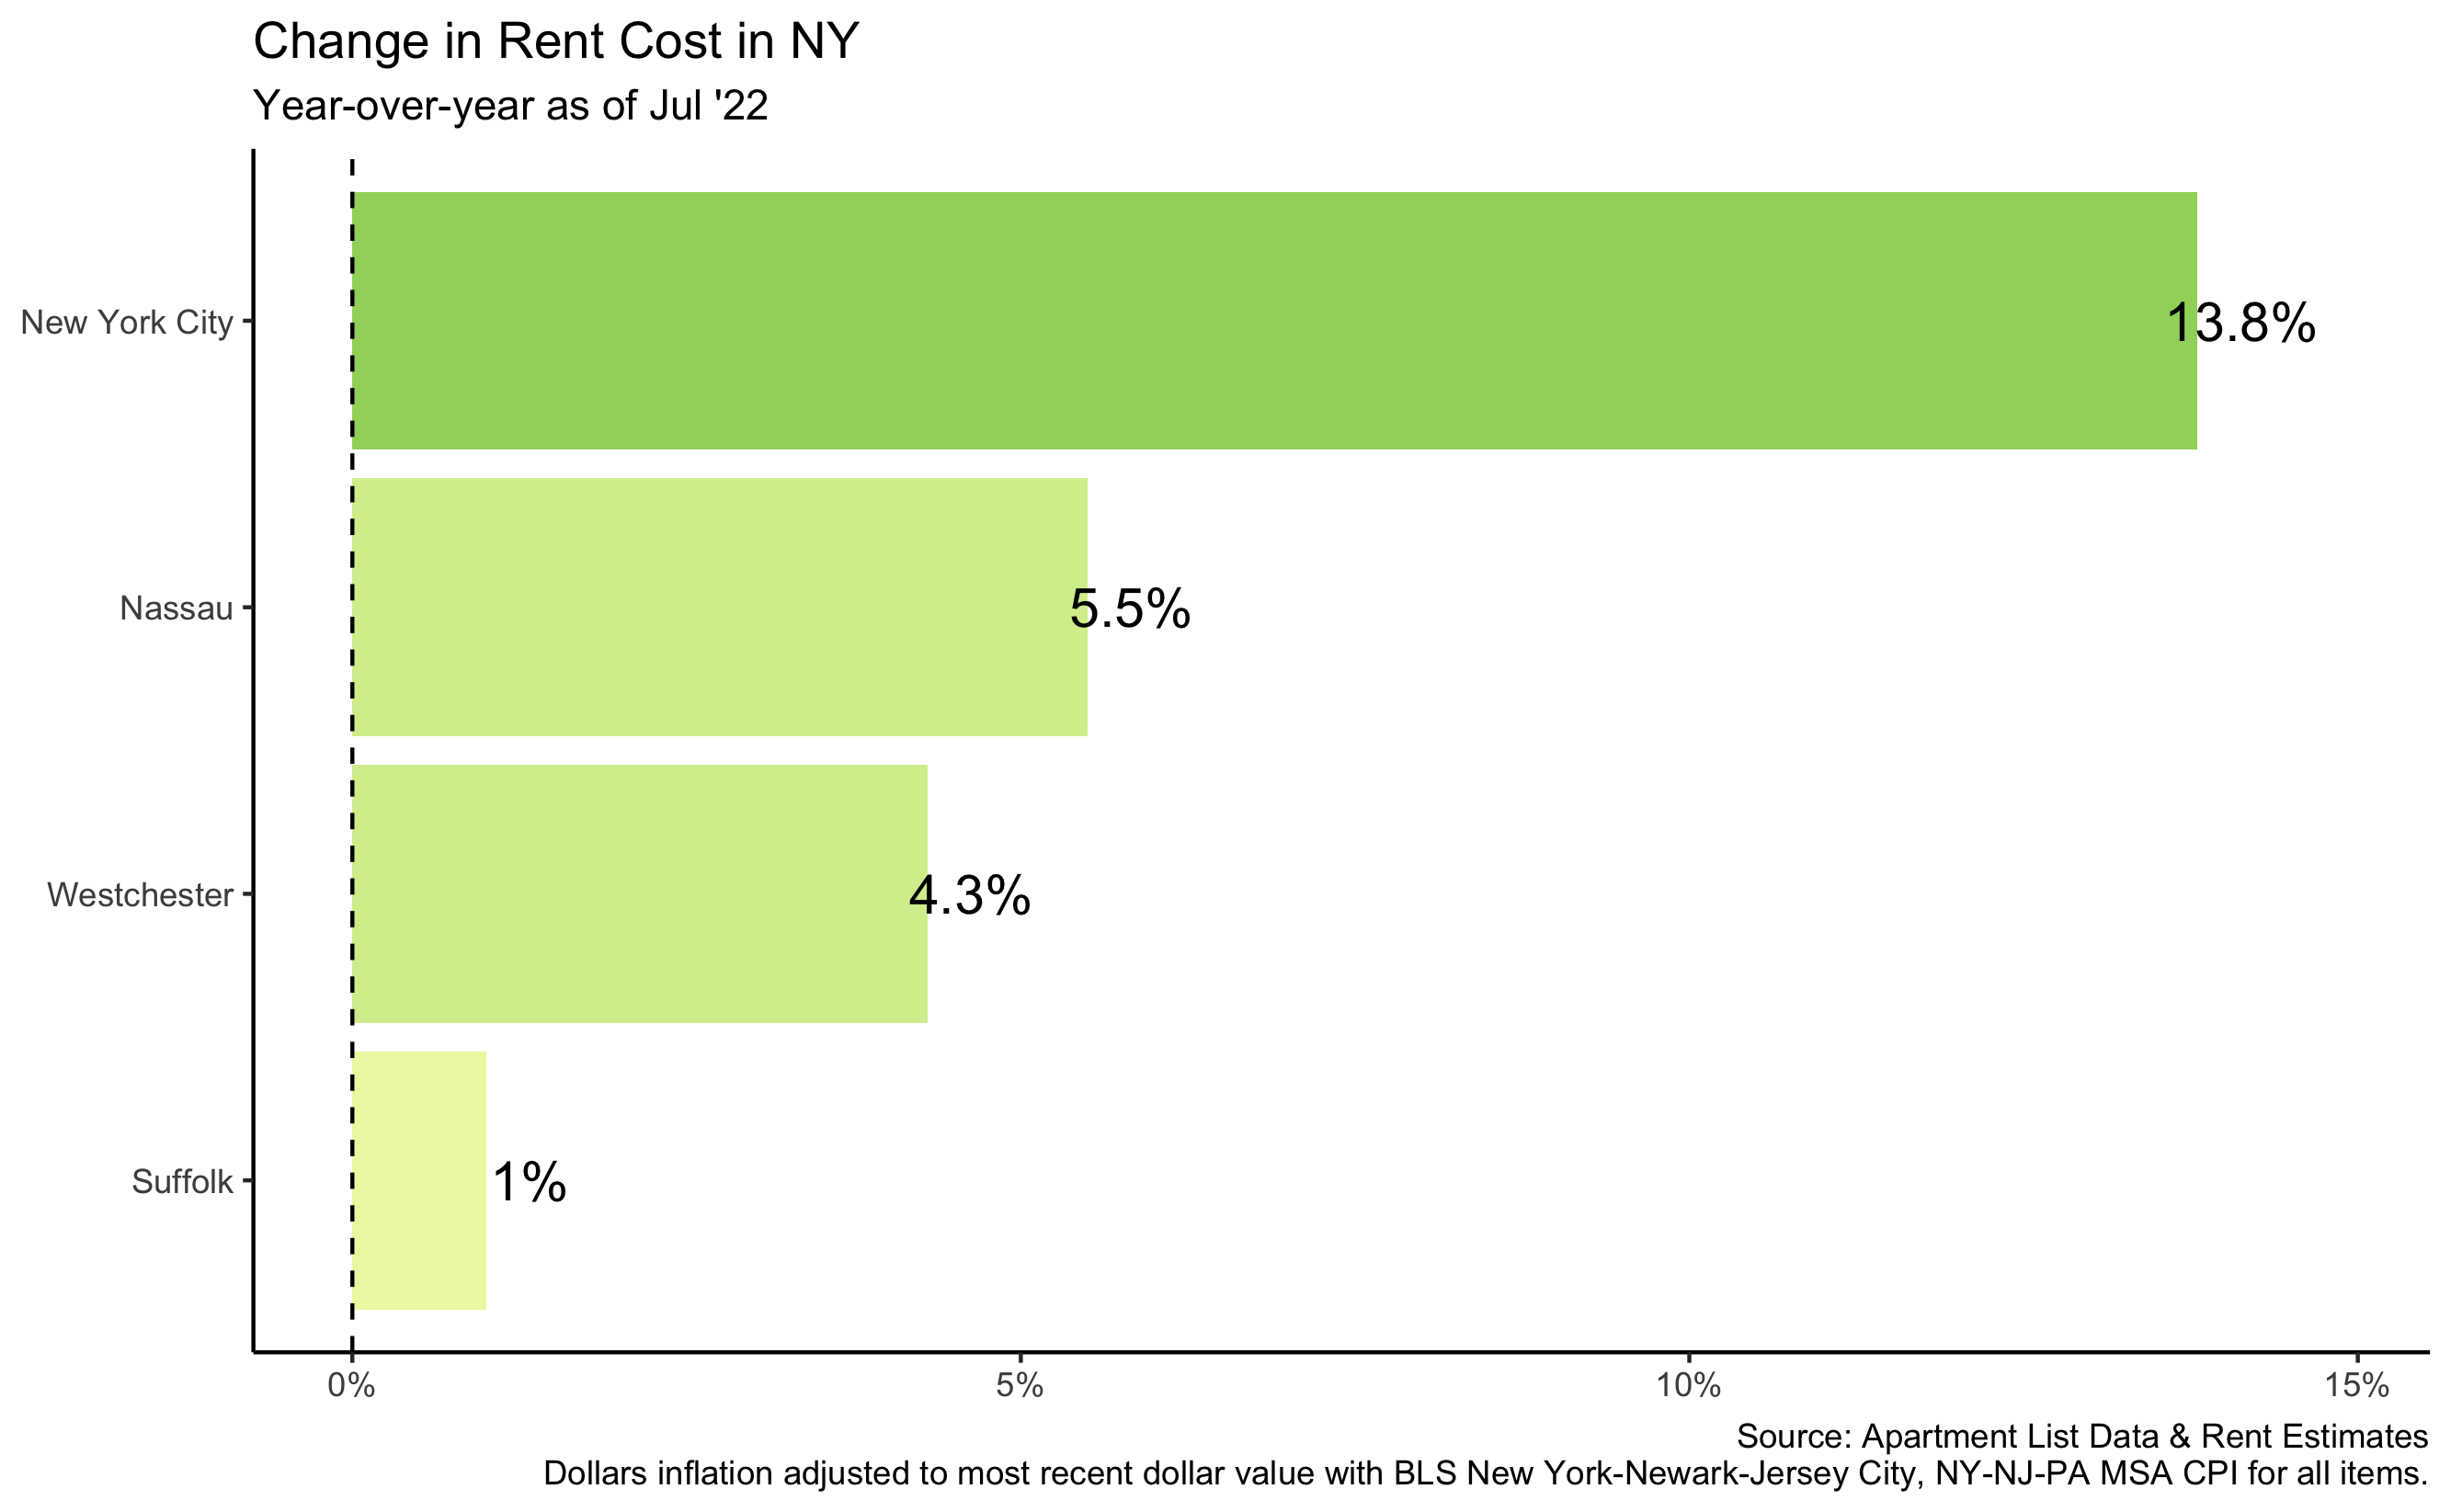 Change in Rent Cost in NY
Year-over-year as of Jul '22
New York City
13.8%
Nassau
5.5%
Westchester
4.3%
Suffolk
1%
0%
5%
10%
15%
Source: Apartment List Data & Rent Estimates
Dollars inflation adjusted to most recent dollar value with BLS New York-Newark-Jersey City, NY-NJ-PA MSA CPI for all items.